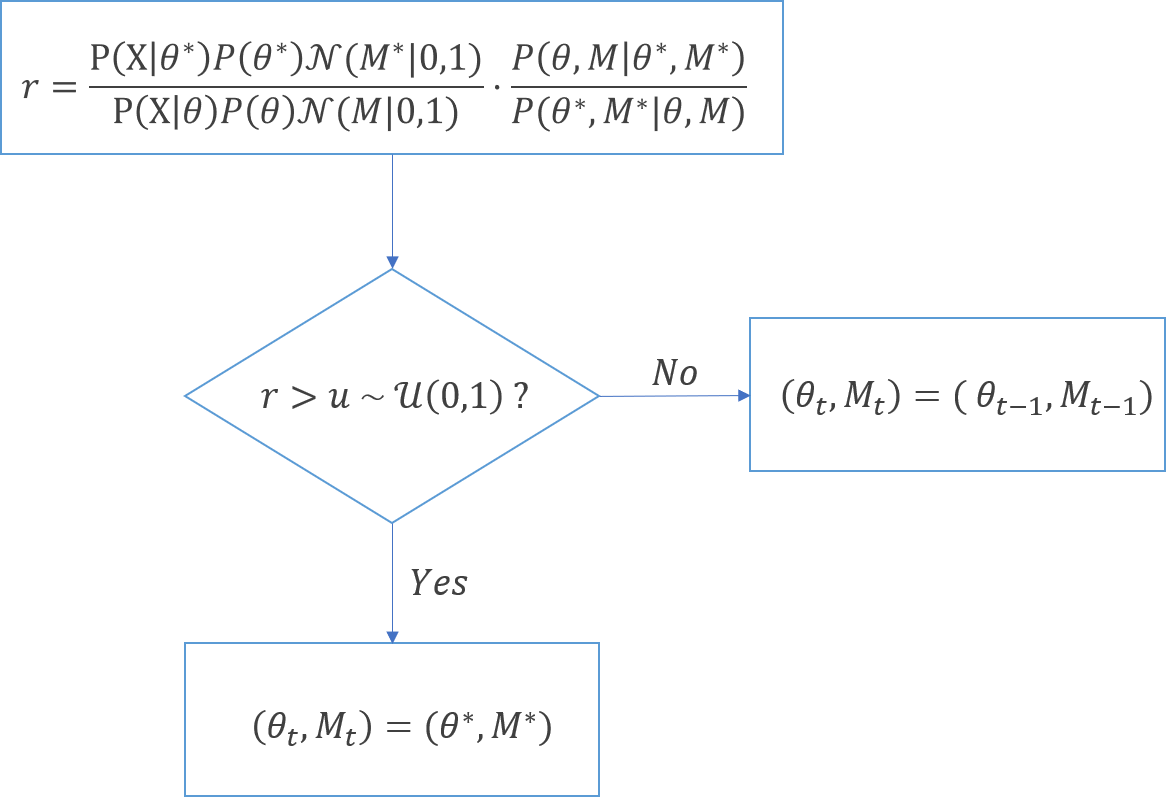 r = P(X|θ*)P(θ*)𝒩(M*|0,1) / P(X|θ)P(θ)𝒩(M|0,1) · P(θ,M|θ*,M*) / P(θ*,M*|θ,M)
r > u ~ 𝒰(0,1) ?
No
(θ_t, M_t) = ( θ_{t−1}, M_{t−1})
Yes
(θ_t, M_t) = (θ*, M*)